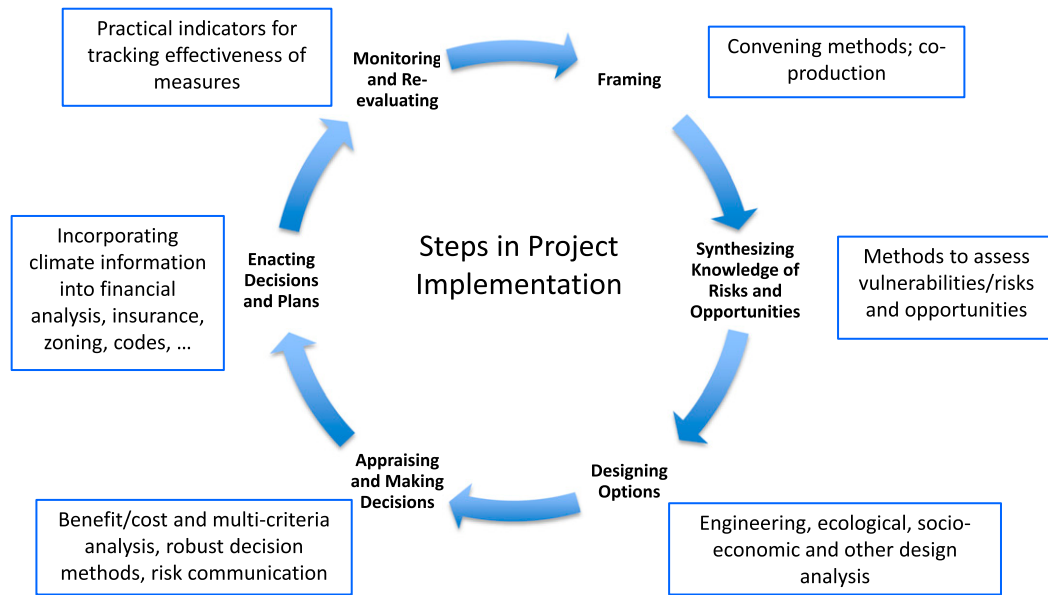 Practical indicators for
tracking effectiveness of
measures
Monitoring
and Re-
evaluating
Framing
Convening methods; co-
production
Steps in Project
Implementation
Synthesizing
Knowledge of
Risks and
Opportunities
Methods to assess
vulnerabilities/risks
and opportunities
Designing
Options
Engineering, ecological, socio-
economic and other design
analysis
Appraising
and Making
Decisions
Benefit/cost and multi-criteria
analysis, robust decision
methods, risk communication
Enacting
Decisions
and Plans
Incorporating
climate information
into financial
analysis, insurance,
zoning, codes, …